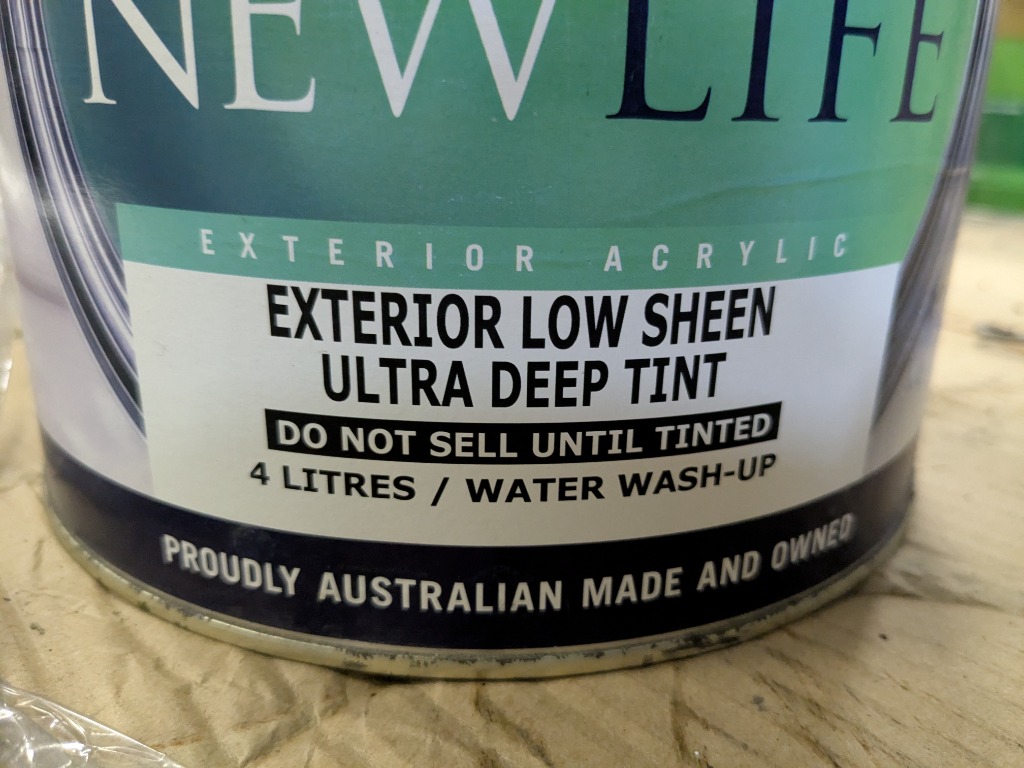 NEW LIFE
EXTERIOR ACRYLIC
EXTERIOR LOW SHEEN
ULTRA DEEP TINT
DO NOT SELL UNTIL TINTED
4 LITRES / WATER WASH-UP
PROUDLY AUSTRALIAN MADE AND OWNED